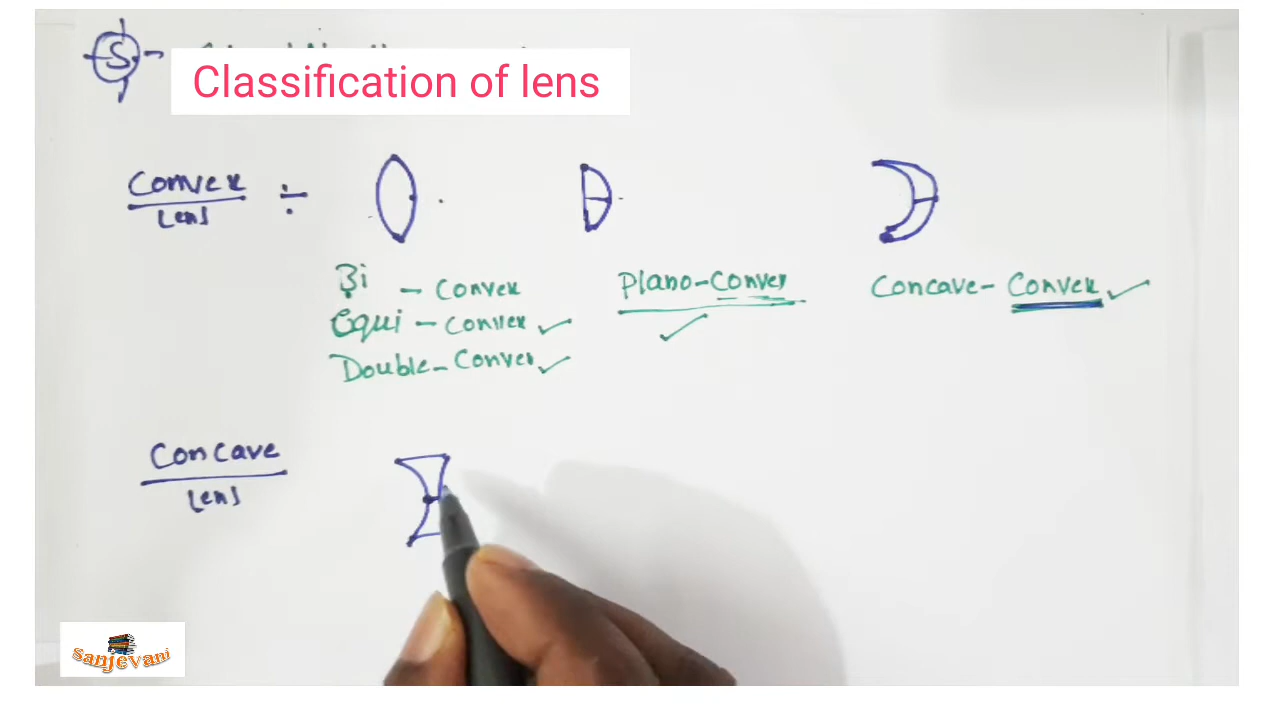 S
Classification of lens
Convex
Lens
Bi - Convex
Equi - Convex
Double - Convex
Plano-Convex
Concave - Convex
Concave
Lens
Sanjevani